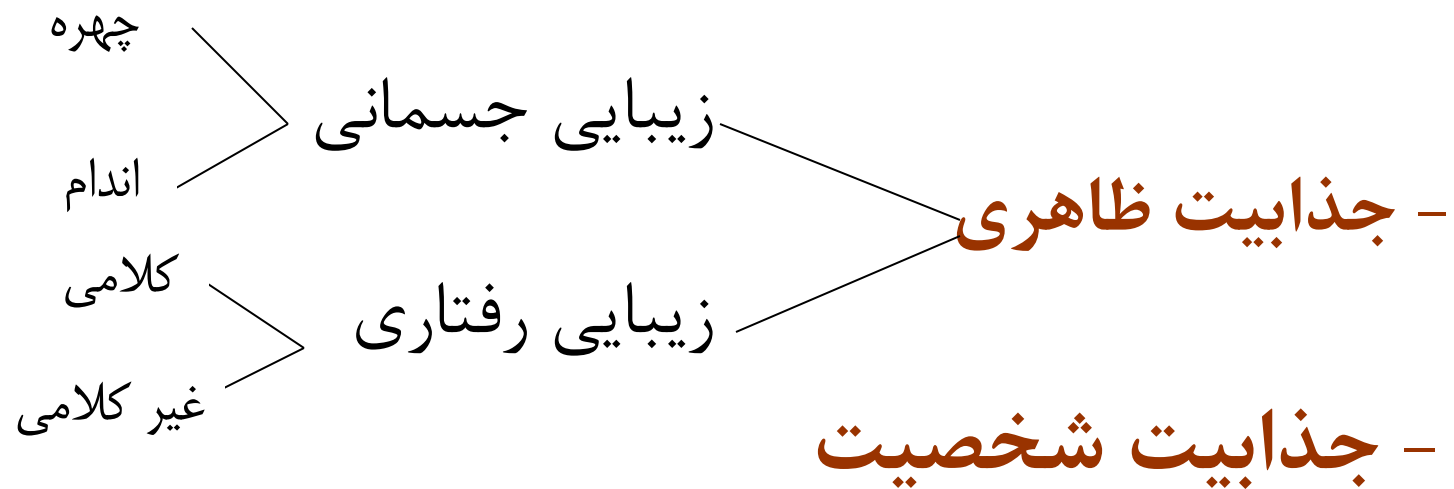 – جذابیت ظاهری
زیبایی جسمانی
چهره
اندام
زیبایی رفتاری
کلامی
غیر کلامی
– جذابیت شخصیت